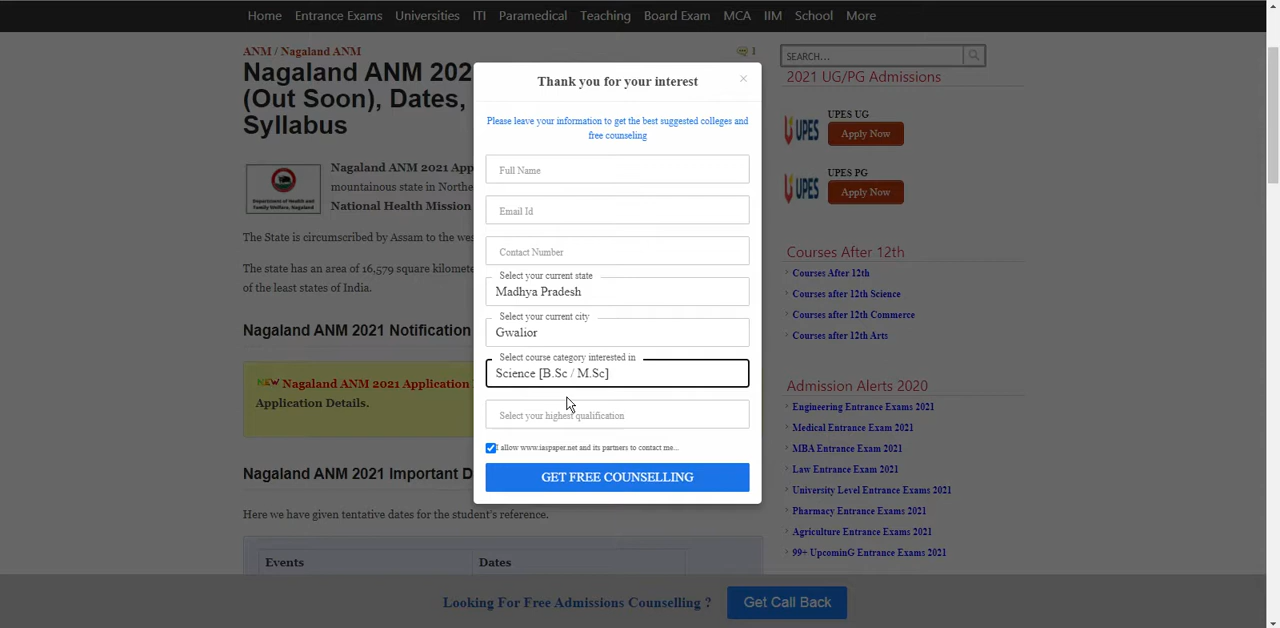 Home Entrance Exams Universities ITI Paramedical Teaching Board Exam MCA IIM School More
ANM / Nagaland ANM
1
Nagaland ANM 202
(Out Soon), Dates,
Syllabus
Nagaland ANM 2021 App
mountainous state in Northe
National Health Mission
Department of Health and
Family Welfare, Nagaland
The State is circumscribed by Assam to the wes
The state has an area of 16,579 square kilomete
of the least states of India.
Nagaland ANM 2021 Notification
NEW Nagaland ANM 2021 Application
Application Details.
Nagaland ANM 2021 Important D
Here we have given tentative dates for the student's reference.
Events Dates
Thank you for your interest
×
Please leave your information to get the best suggested colleges and
free counseling
Full Name
Email Id
Contact Number
Select your current state
Madhya Pradesh
Select your current city
Gwalior
Select course category interested in
Science [B.Sc / M.Sc]
Select your highest qualification
I allow www.iaspaper.net and its partners to contact me...
GET FREE COUNSELLING
SEARCH...
2021 UG/PG Admissions
UPES
UPES UG
Apply Now
UPES
UPES PG
Apply Now
Courses After 12th
Courses After 12th
Courses after 12th Science
Courses after 12th Commerce
Courses after 12th Arts
Admission Alerts 2020
Engineering Entrance Exams 2021
Medical Entrance Exam 2021
MBA Entrance Exam 2021
Law Entrance Exam 2021
University Level Entrance Exams 2021
Pharmacy Entrance Exams 2021
Agriculture Entrance Exams 2021
99+ UpcominG Entrance Exams 2021
Looking For Free Admissions Counselling ?
Get Call Back